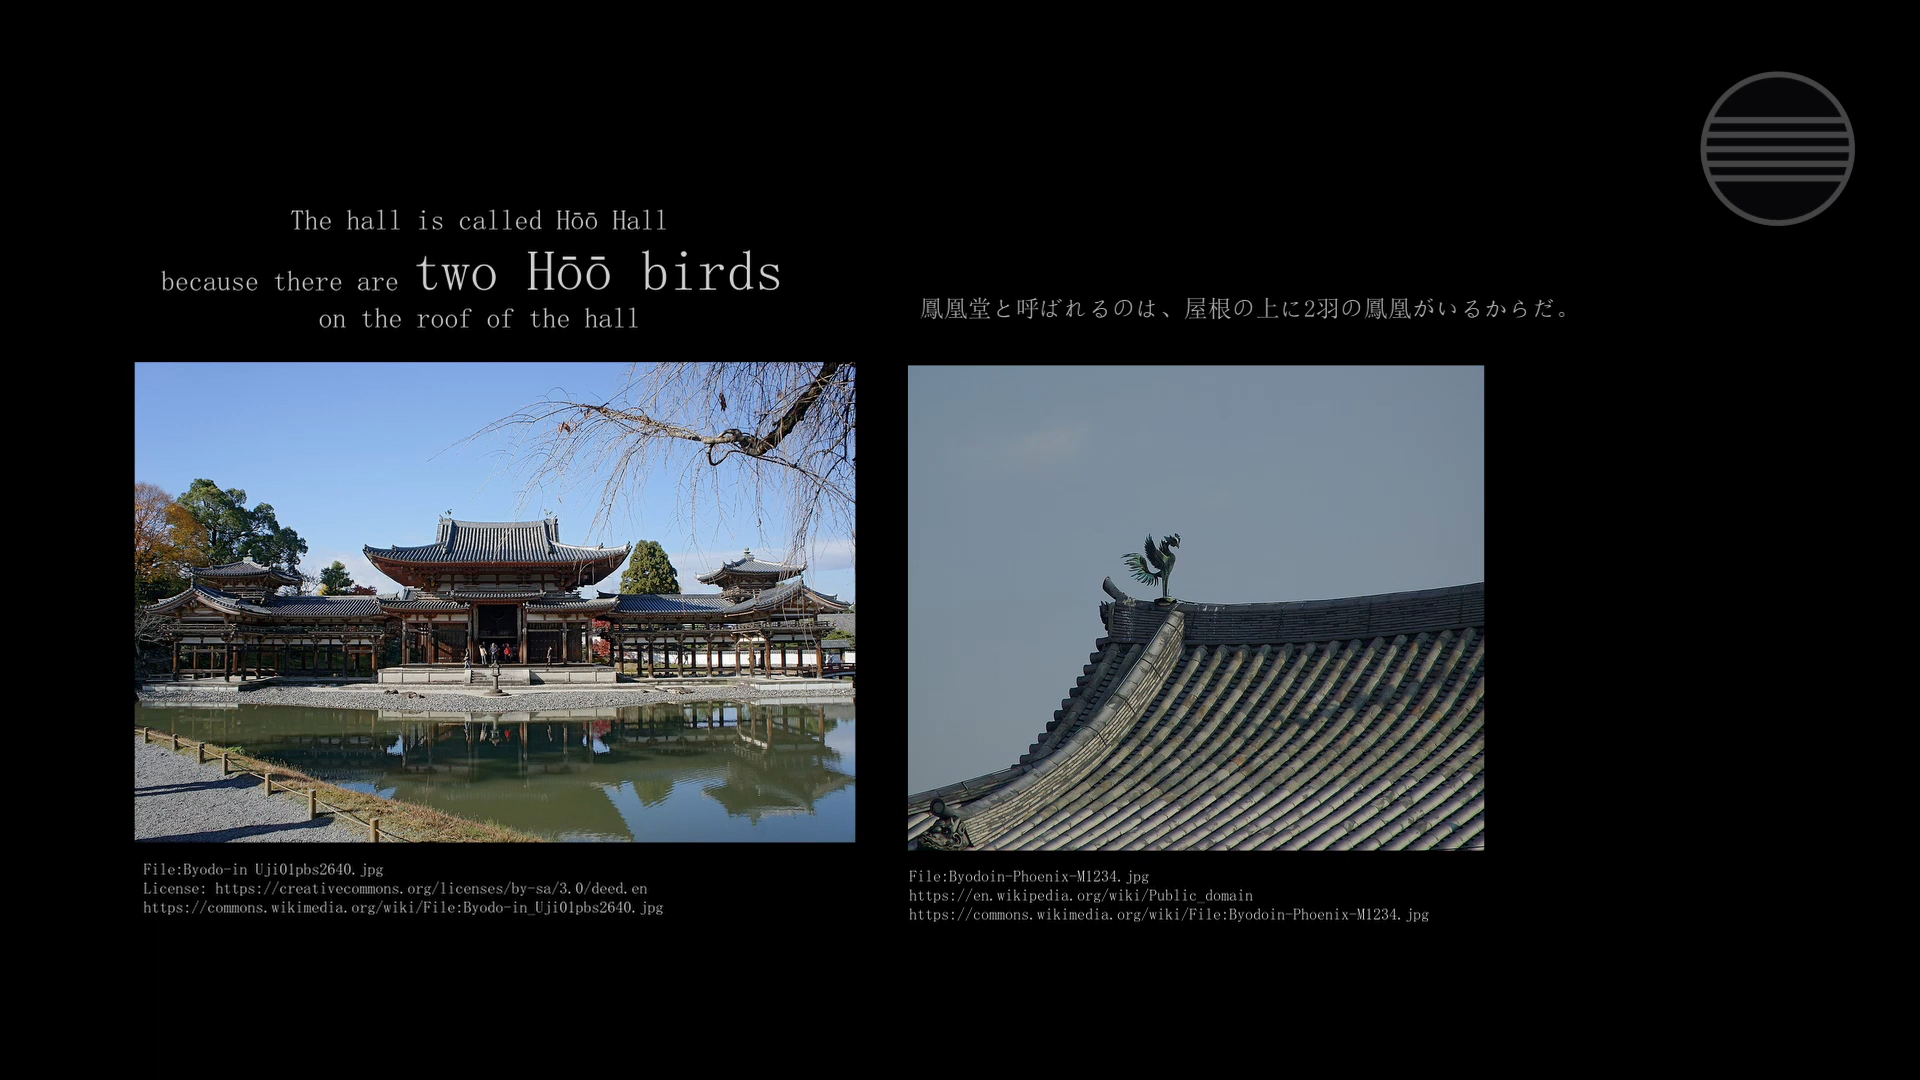 The hall is called Hōō Hall
because there are two Hōō birds
on the roof of the hall
鳳凰堂と呼ばれるのは、屋根の上に2羽の鳳凰がいるからだ。
File:Byodo-in Uji01pbs2640.jpg
License: https://creativecommons.org/licenses/by-sa/3.0/deed.en
https://commons.wikimedia.org/wiki/File:Byodo-in_Uji01pbs2640.jpg
File:Byodoin-Phoenix-M1234.jpg
https://en.wikipedia.org/wiki/Public_domain
https://commons.wikimedia.org/wiki/File:Byodoin-Phoenix-M1234.jpg